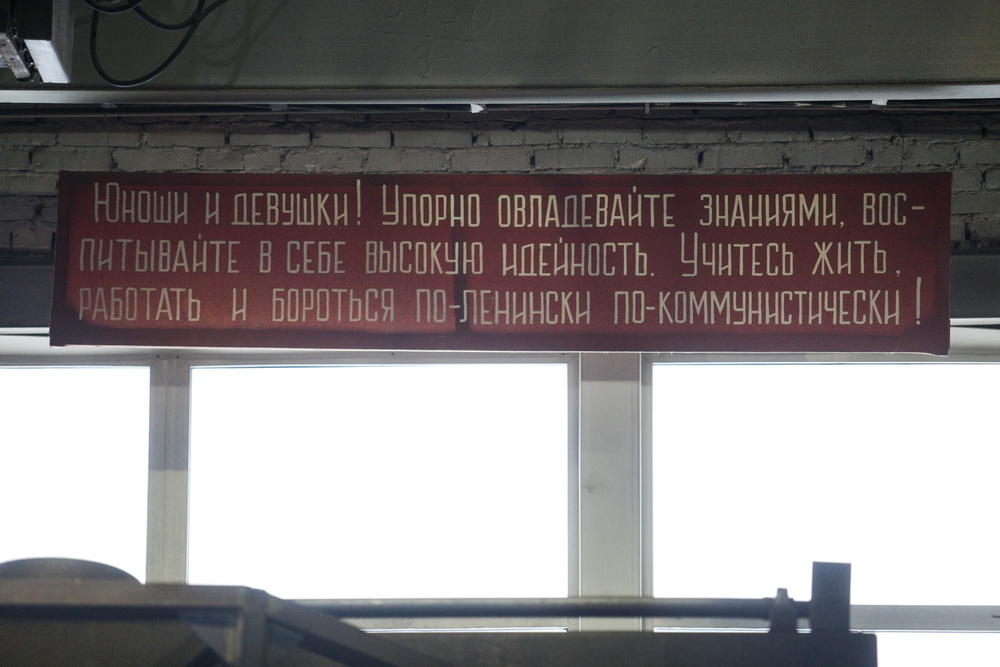 Юноши и девушки! Упорно овладевайте знаниями, вос-
питывайте в себе высокую идейность. Учитесь жить,
работать и бороться по-ленински по-коммунистически!